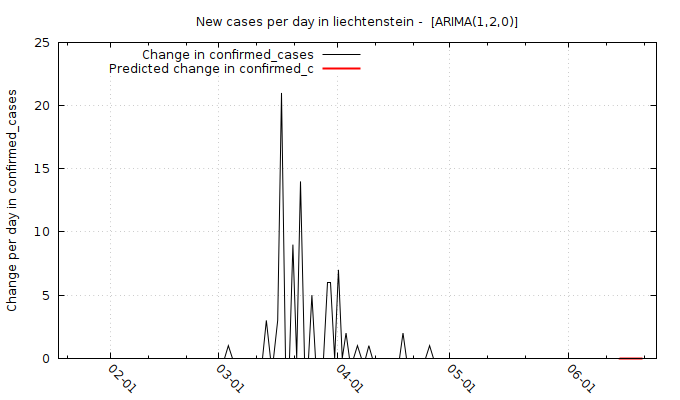 New cases per day in liechtenstein -  [ARIMA(1,2,0)]
Change in confirmed_cases
Predicted change in confirmed_c
Change per day in confirmed_cases
25
20
15
10
5
0
02-01
03-01
04-01
05-01
06-01